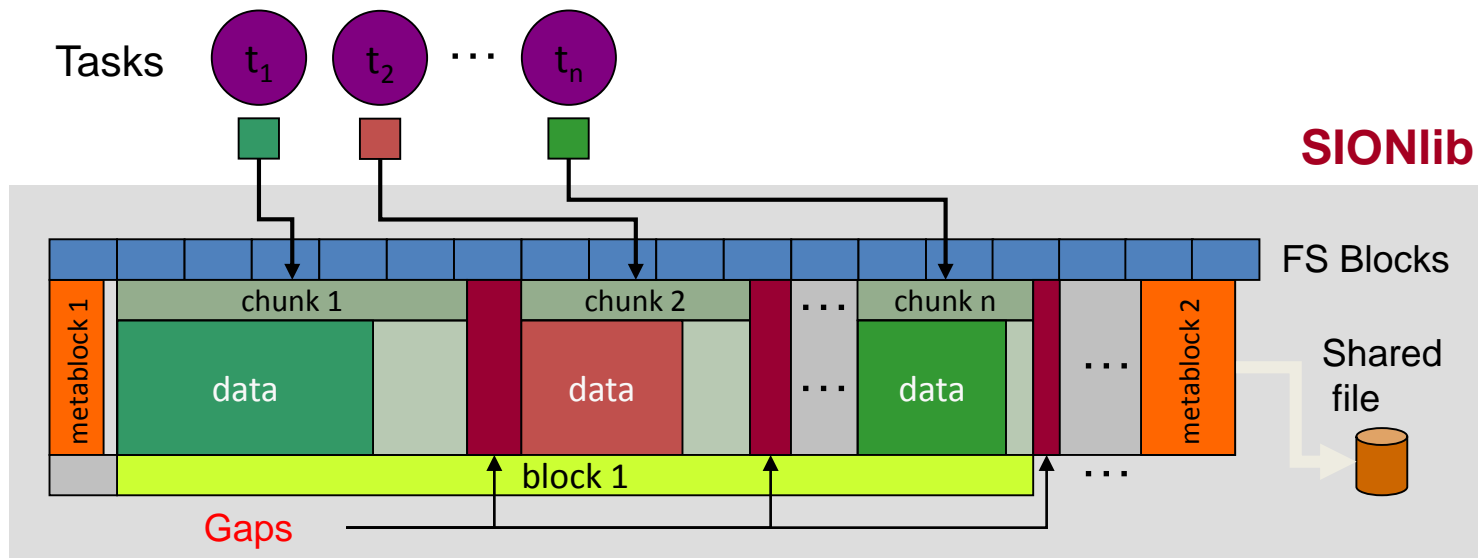 Tasks
t1
t2
...
tn
SIONlib
FS Blocks
metablock 1
chunk 1
chunk 2
...
chunk n
metablock 2
data
data
...
data
...
Shared
file
block 1
...
Gaps